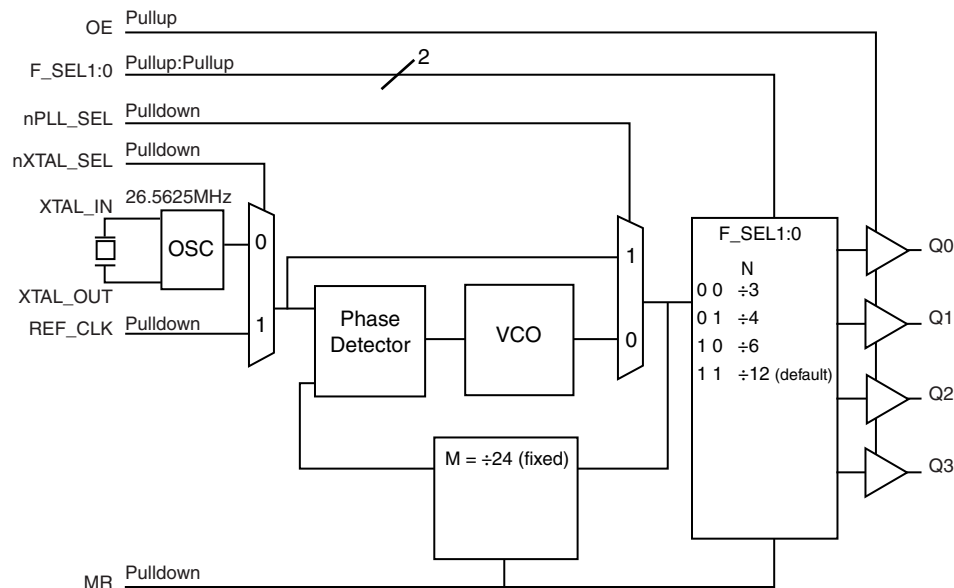 OE Pullup
F_SEL1:0 Pullup:Pullup 2
nPLL_SEL Pulldown
nXTAL_SEL Pulldown
26.5625MHz
XTAL_IN
OSC
XTAL_OUT
REF_CLK Pulldown
0
1
Phase
Detector
VCO
1
0
M = ÷24 (fixed)
F_SEL1:0
N
0 0 ÷3
0 1 ÷4
1 0 ÷6
1 1 ÷12 (default)
Q0
Q1
Q2
Q3
MR Pulldown